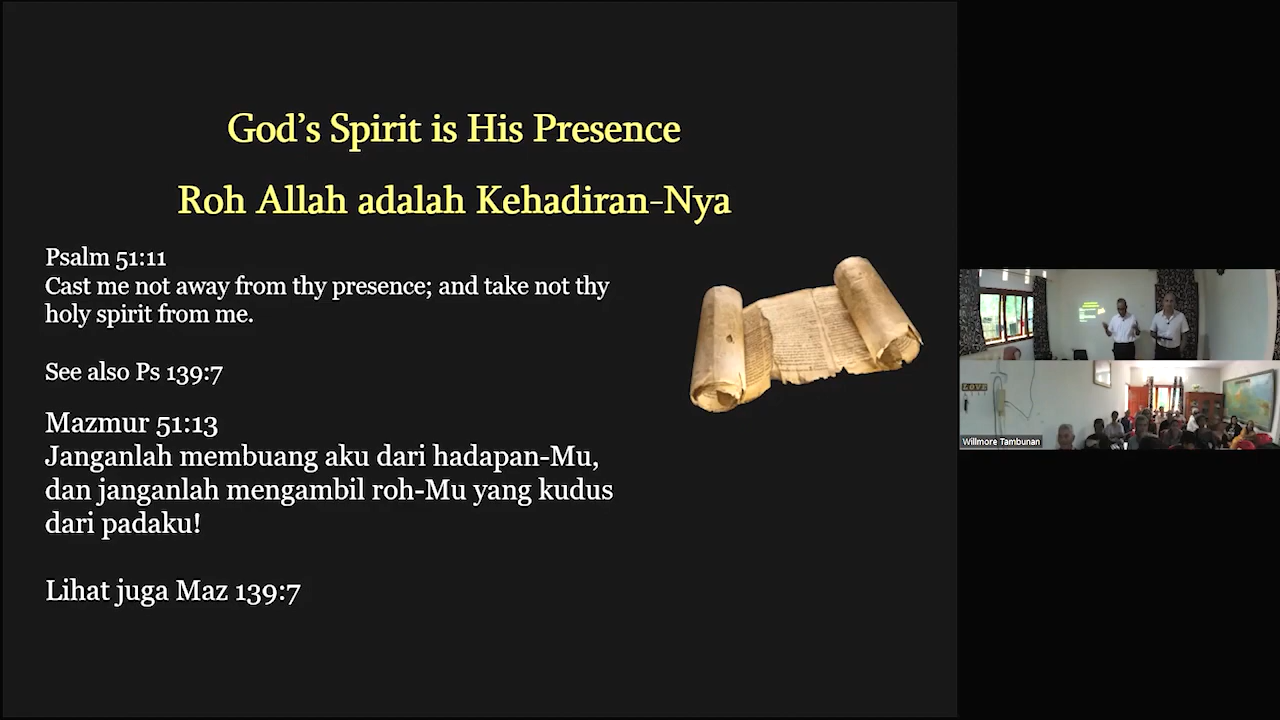 God’s Spirit is His Presence
Roh Allah adalah Kehadiran-Nya
Psalm 51:11
Cast me not away from thy presence; and take not thy
holy spirit from me.
See also Ps 139:7
Mazmur 51:13
Janganlah membuang aku dari hadapan-Mu,
dan janganlah mengambil roh-Mu yang kudus
dari padaku!
Lihat juga Maz 139:7
LOVE
Willmore Tambunan